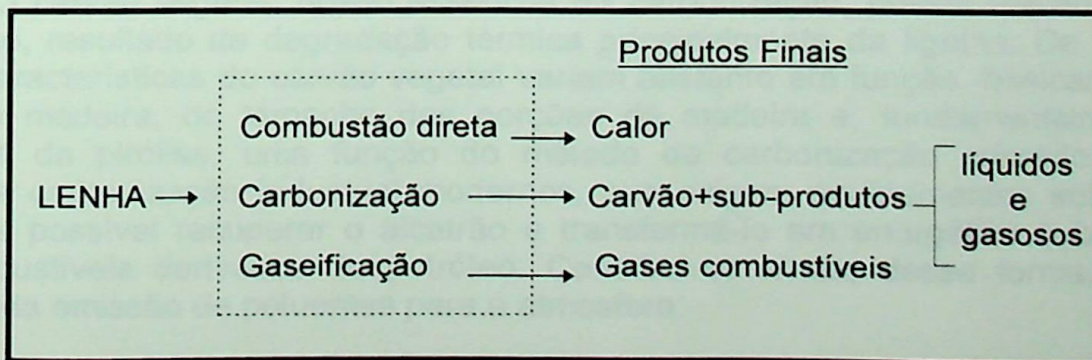 Produtos Finais
Combustão direta → Calor
LENHA → Carbonização → Carvão+sub-produtos líquidos e gasosos
Gaseificação → Gases combustíveis